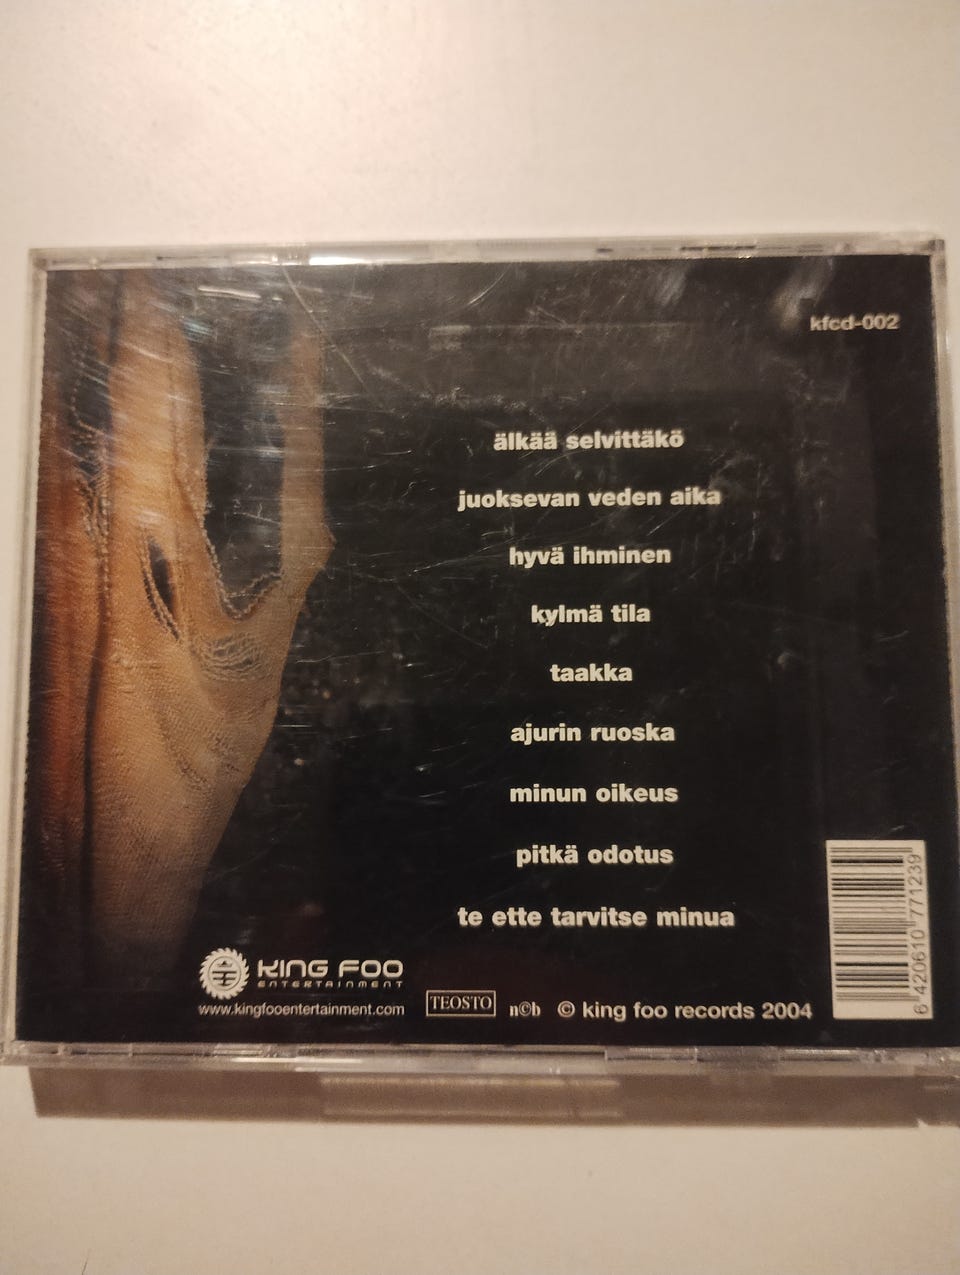 kfcd-002
älkää selvittäkö
juoksevan veden aika
hyvä ihminen
kylmä tila
taakka
ajurin ruoska
minun oikeus
pitkä odotus
te ette tarvitse minua
KING FOO
ENTERTAINMENT
www.kingfooentertainment.com
TEOSTO
n©b
© king foo records 2004
6 420610 771239